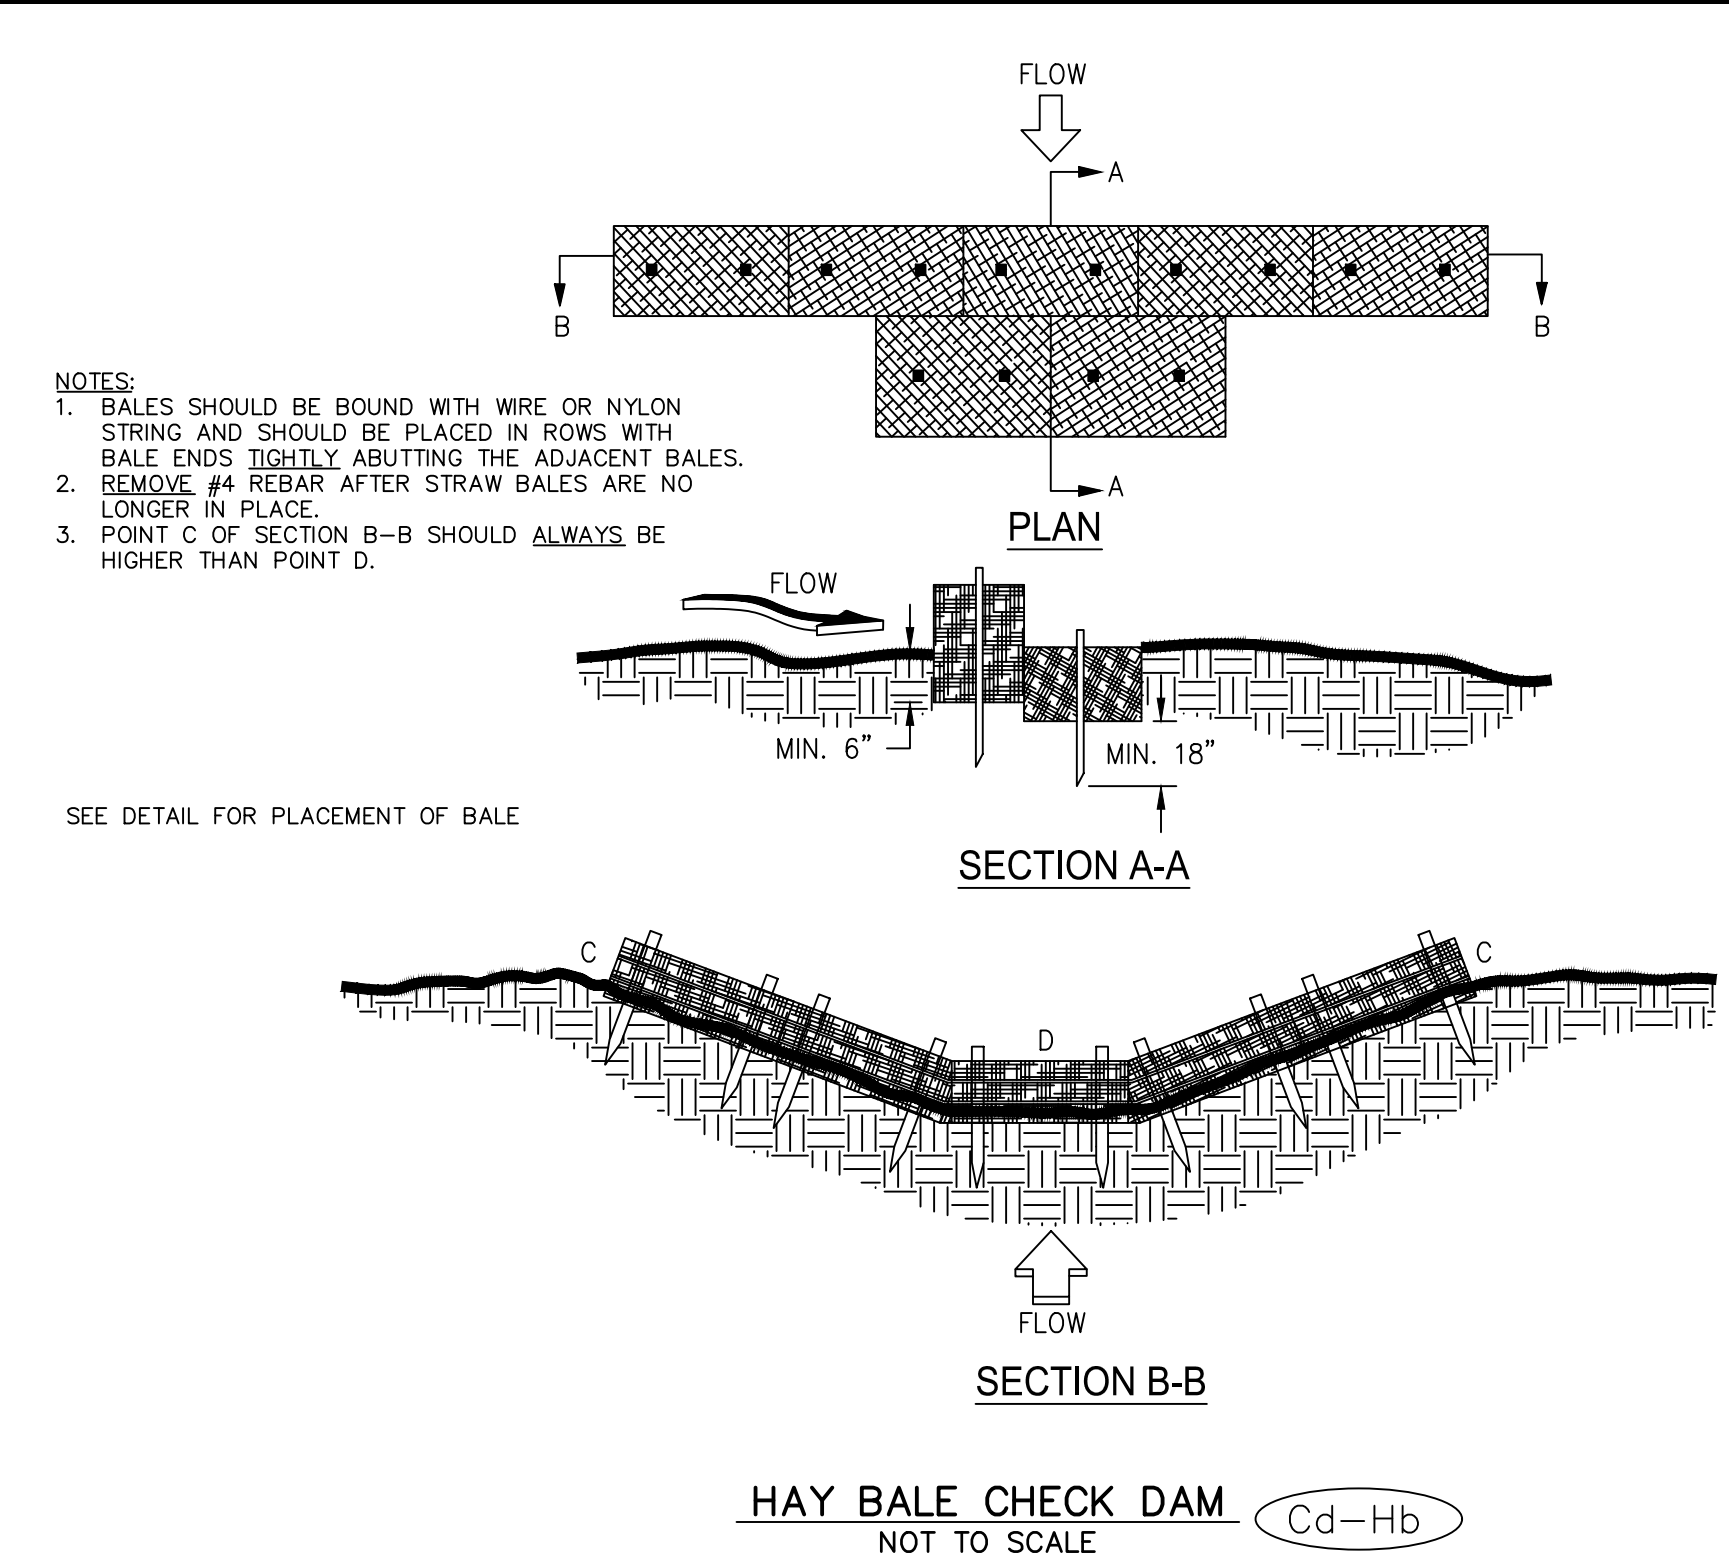 FLOW
A
B
B
NOTES:
1. BALES SHOULD BE BOUND WITH WIRE OR NYLON
STRING AND SHOULD BE PLACED IN ROWS WITH
BALE ENDS TIGHTLY ABUTTING THE ADJACENT BALES.
2. REMOVE #4 REBAR AFTER STRAW BALES ARE NO
LONGER IN PLACE.
3. POINT C OF SECTION B-B SHOULD ALWAYS BE
HIGHER THAN POINT D.
A
PLAN
FLOW
MIN. 6"
MIN. 18"
SEE DETAIL FOR PLACEMENT OF BALE
SECTION A-A
C
C
D
FLOW
SECTION B-B
HAY BALE CHECK DAM
Cd-Hb
NOT TO SCALE